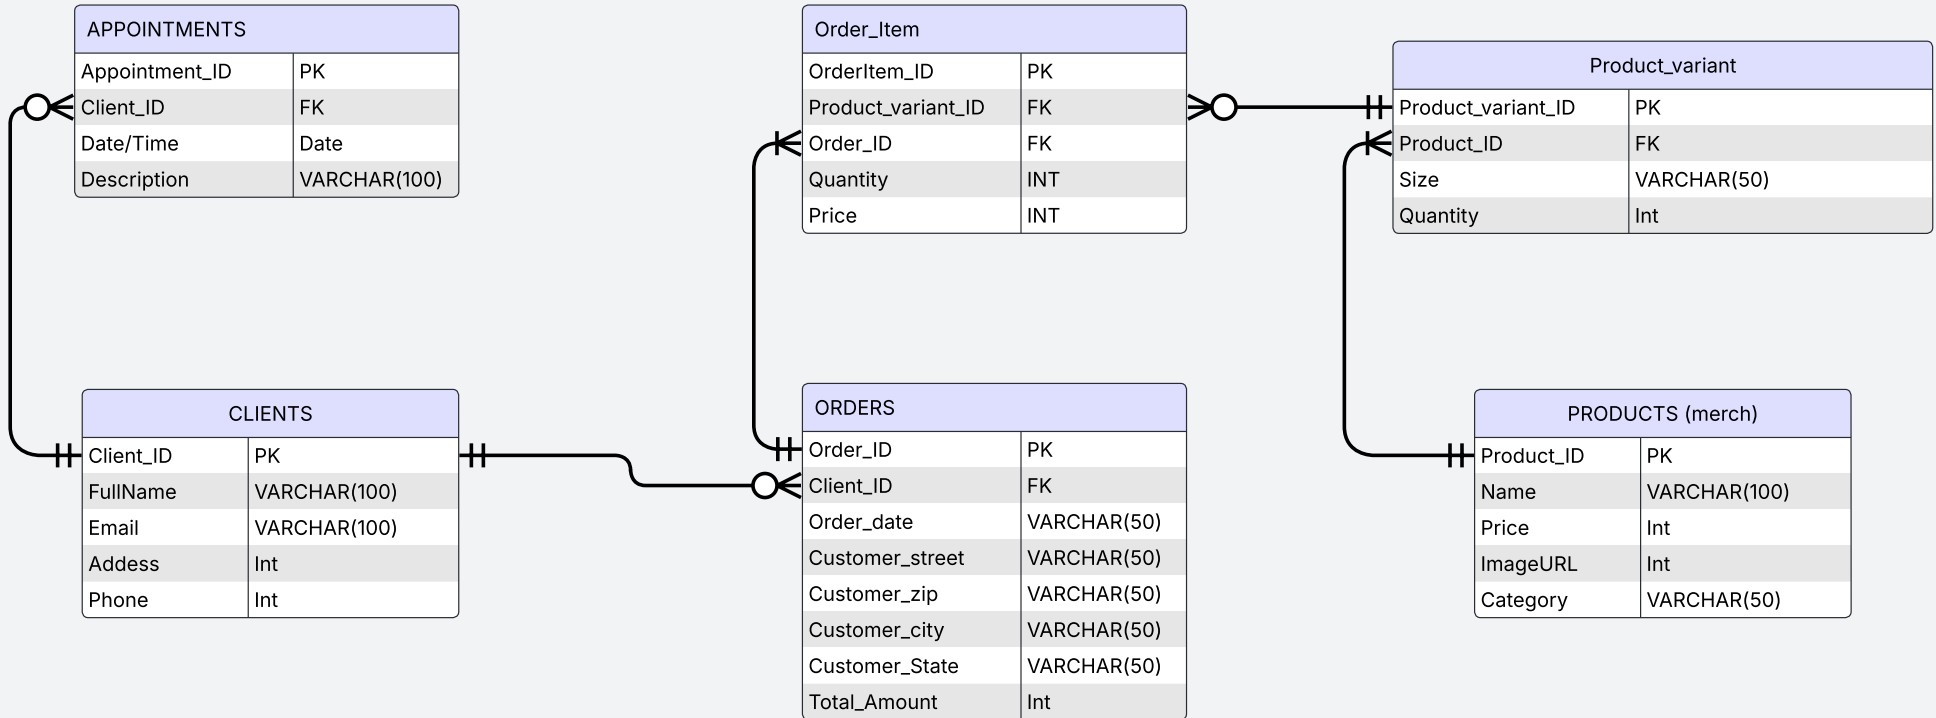 APPOINTMENTS
Appointment_ID PK
Client_ID FK
Date/Time Date
Description VARCHAR(100)
Order_Item
OrderItem_ID PK
Product_variant_ID FK
Order_ID FK
Quantity INT
Price INT
Product_variant
Product_variant_ID PK
Product_ID FK
Size VARCHAR(50)
Quantity Int
CLIENTS
Client_ID PK
FullName VARCHAR(100)
Email VARCHAR(100)
Addess Int
Phone Int
ORDERS
Order_ID PK
Client_ID FK
Order_date VARCHAR(50)
Customer_street VARCHAR(50)
Customer_zip VARCHAR(50)
Customer_city VARCHAR(50)
Customer_State VARCHAR(50)
Total_Amount Int
PRODUCTS (merch)
Product_ID PK
Name VARCHAR(100)
Price Int
ImageURL Int
Category VARCHAR(50)